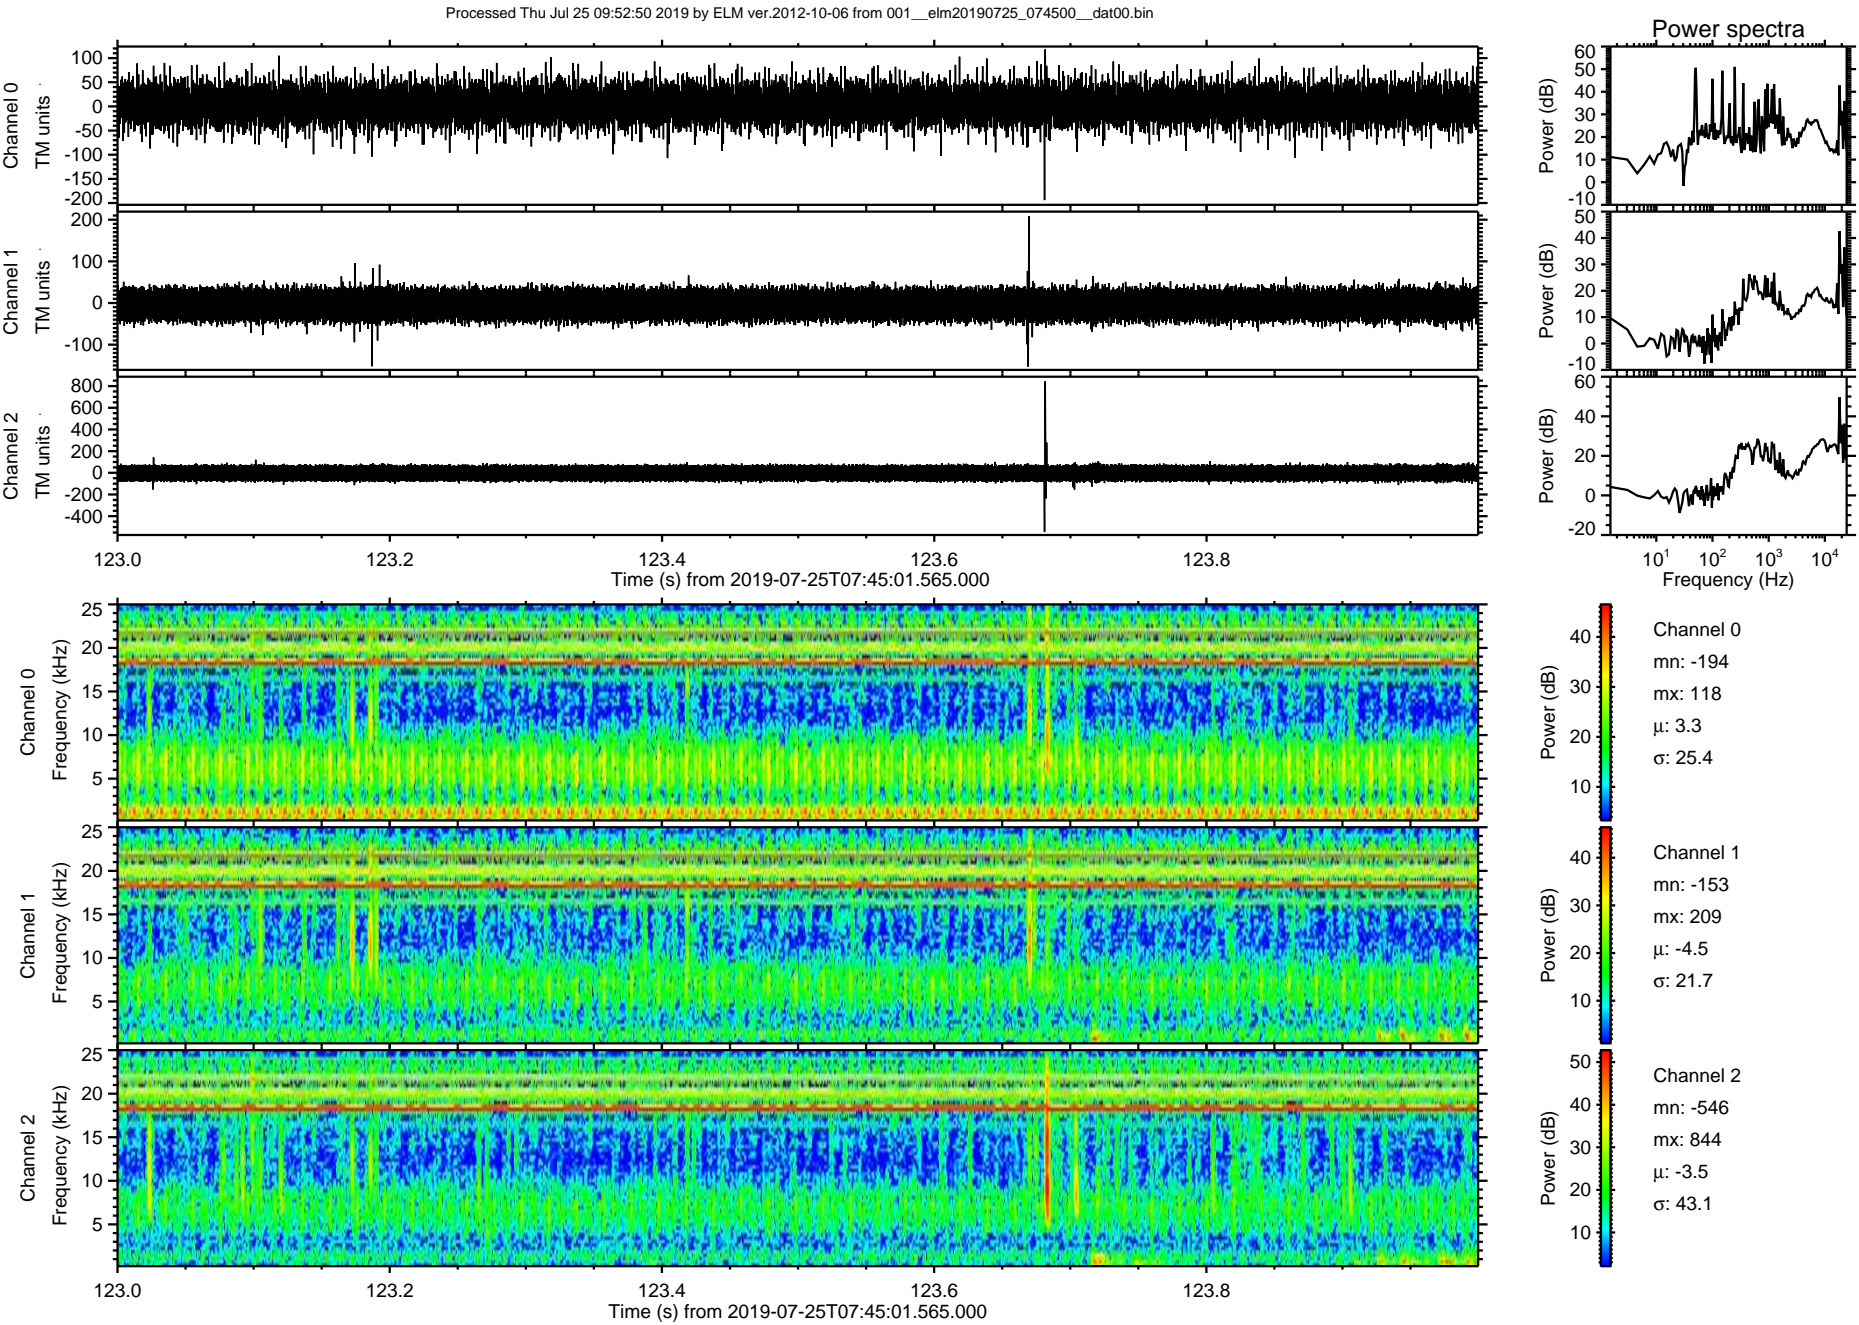 Processed Thu Jul 25 09:52:50 2019 by ELM ver.2012-10-06 from 001__elm20190725_074500__dat00.bin
Power spectra
Channel 0
TM units
100
50
0
-50
-100
-150
-200
Power (dB)
60
50
40
30
20
10
0
-10
Channel 1
TM units
200
100
0
-100
Power (dB)
50
40
30
20
10
0
-10
Channel 2
TM units
800
600
400
200
0
-200
-400
Power (dB)
60
40
20
0
-20
123.0 123.2 123.4 123.6 123.8
Time (s) from 2019-07-25T07:45:01.565.000
10¹ 10² 10³ 10⁴
Frequency (Hz)
Channel 0
Frequency (kHz)
25
20
15
10
5
Power (dB)
40
30
20
10
Channel 0
mn: -194
mx: 118
μ: 3.3
σ: 25.4
Channel 1
Frequency (kHz)
25
20
15
10
5
Power (dB)
40
30
20
10
Channel 1
mn: -153
mx: 209
μ: -4.5
σ: 21.7
Channel 2
Frequency (kHz)
25
20
15
10
5
Power (dB)
50
40
30
20
10
Channel 2
mn: -546
mx: 844
μ: -3.5
σ: 43.1
123.0 123.2 123.4 123.6 123.8
Time (s) from 2019-07-25T07:45:01.565.000